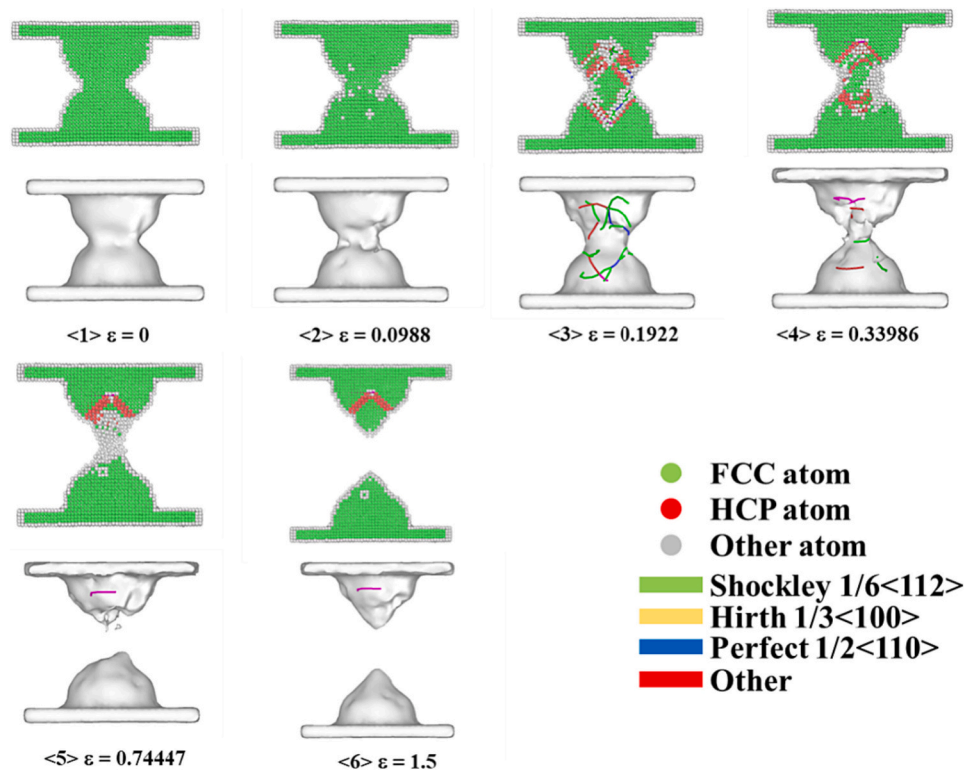 <1> ε = 0
<2> ε = 0.0988
<3> ε = 0.1922
<4> ε = 0.33986
<5> ε = 0.74447
<6> ε = 1.5
FCC atom
HCP atom
Other atom
Shockley 1/6<112>
Hirth 1/3<100>
Perfect 1/2<110>
Other